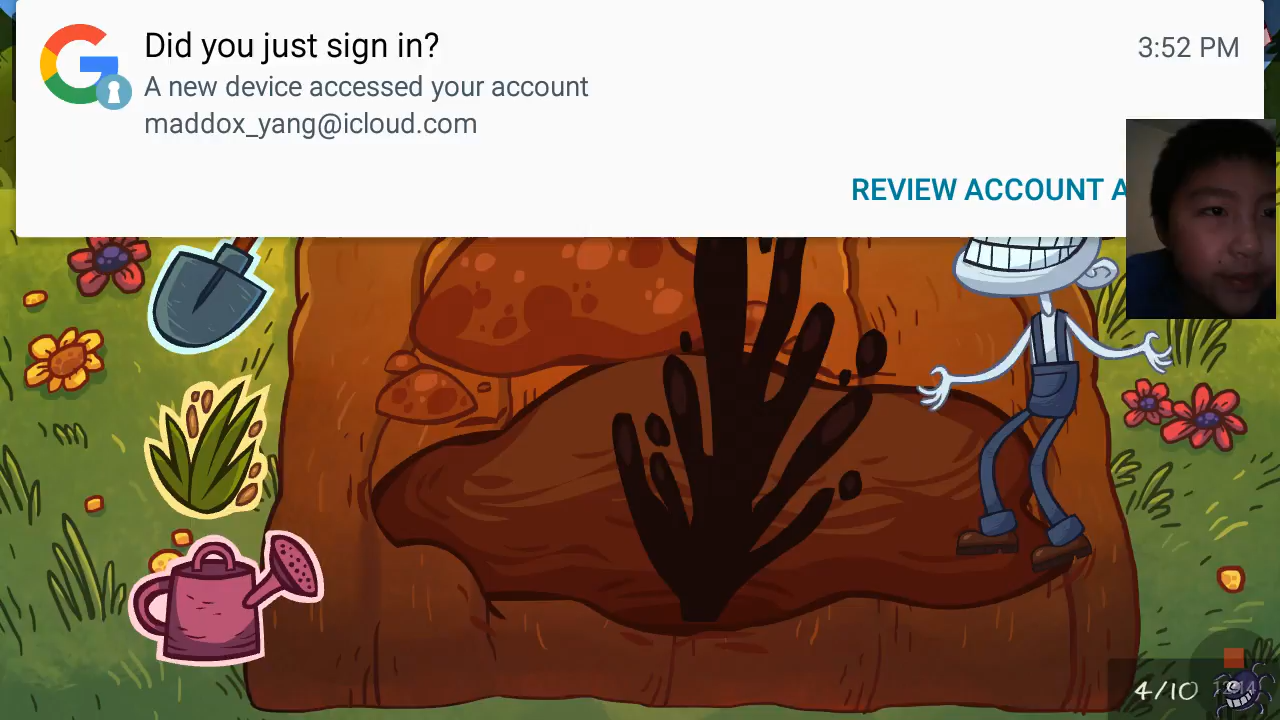 Did you just sign in?
3:52 PM
A new device accessed your account
maddox_yang@icloud.com
REVIEW ACCOUNT A
4/10